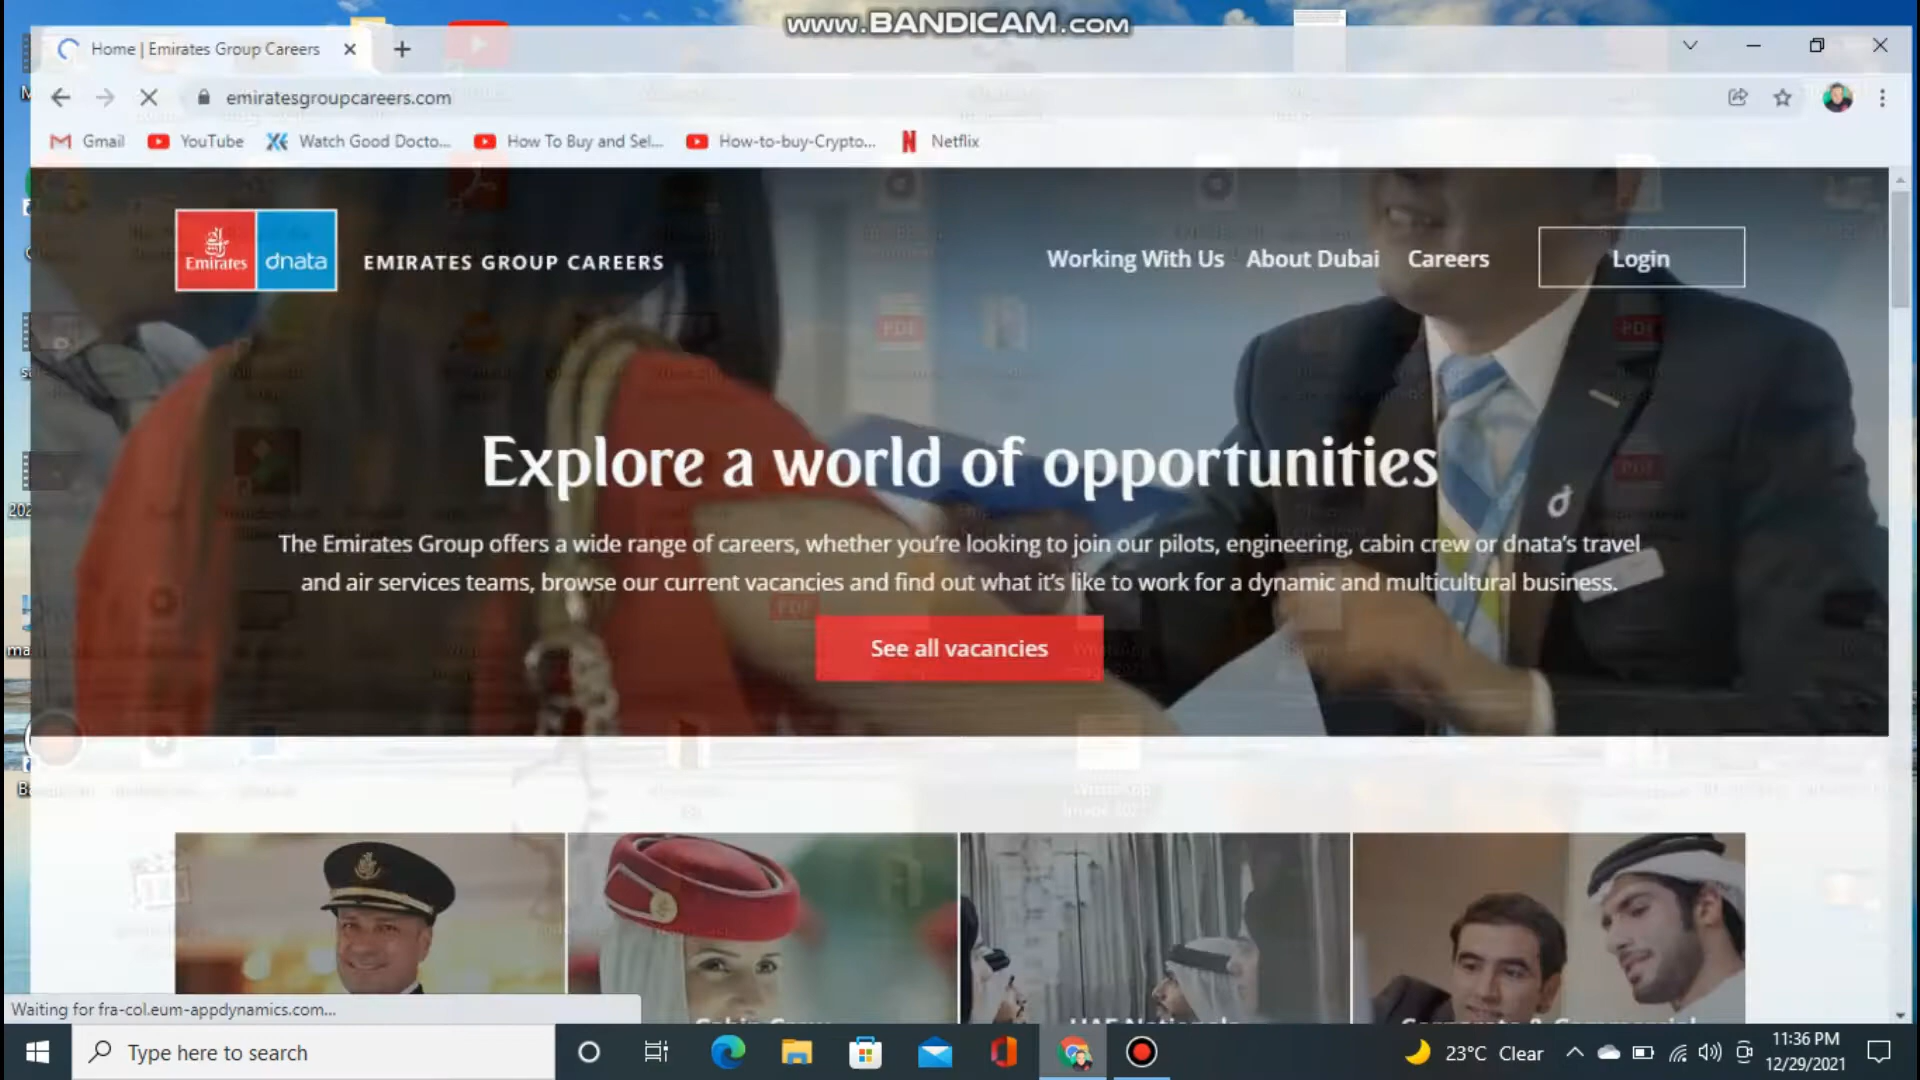 www.BANDICAM.com
Home | Emirates Group Careers
emiratesgroupcareers.com
Gmail
YouTube
Watch Good Docto...
How To Buy and Sel...
How-to-buy-Crypto...
Netflix
Emirates
dnata
EMIRATES GROUP CAREERS
Working With Us
About Dubai
Careers
Login
Explore a world of opportunities
The Emirates Group offers a wide range of careers, whether you're looking to join our pilots, engineering, cabin crew or dnata's travel
and air services teams, browse our current vacancies and find out what it's like to work for a dynamic and multicultural business.
See all vacancies
Waiting for fra-col.eum-appdynamics.com...
Type here to search
23°C Clear
11:36 PM
12/29/2021